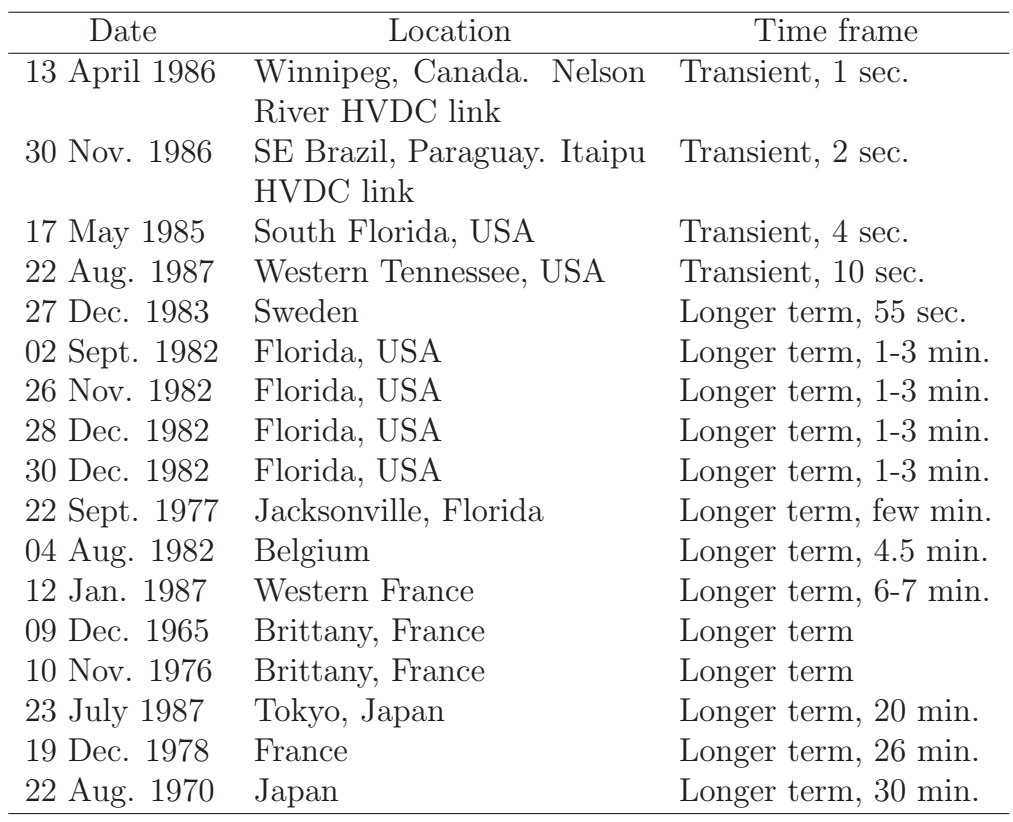 Date Location Time frame
13 April 1986 Winnipeg, Canada. Nelson Transient, 1 sec.
River HVDC link
30 Nov. 1986 SE Brazil, Paraguay. Itaipu Transient, 2 sec.
HVDC link
17 May 1985 South Florida, USA Transient, 4 sec.
22 Aug. 1987 Western Tennessee, USA Transient, 10 sec.
27 Dec. 1983 Sweden Longer term, 55 sec.
02 Sept. 1982 Florida, USA Longer term, 1-3 min.
26 Nov. 1982 Florida, USA Longer term, 1-3 min.
28 Dec. 1982 Florida, USA Longer term, 1-3 min.
30 Dec. 1982 Florida, USA Longer term, 1-3 min.
22 Sept. 1977 Jacksonville, Florida Longer term, few min.
04 Aug. 1982 Belgium Longer term, 4.5 min.
12 Jan. 1987 Western France Longer term, 6-7 min.
09 Dec. 1965 Brittany, France Longer term
10 Nov. 1976 Brittany, France Longer term
23 July 1987 Tokyo, Japan Longer term, 20 min.
19 Dec. 1978 France Longer term, 26 min.
22 Aug. 1970 Japan Longer term, 30 min.